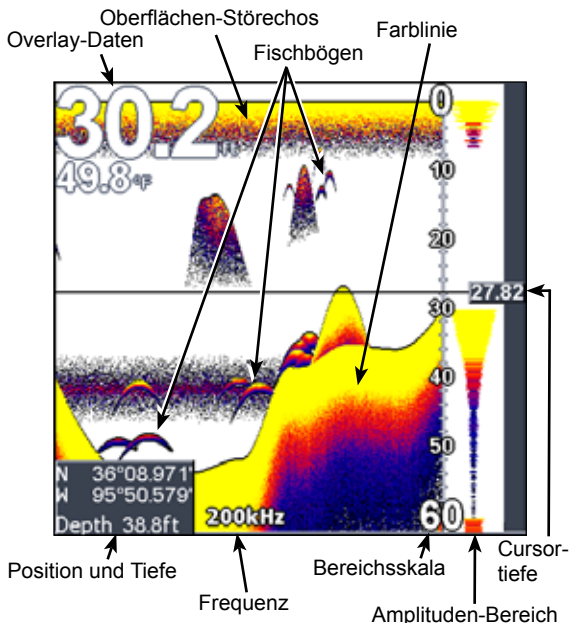 Oberflächen-Störechos
Overlay-Daten
Fischbögen
Farblinie
30.2
49.8°F
0
10
20
27.82
30
40
50
60
N 36°08.971'
W 95°50.579'
Depth 38.8ft
200kHz
Position und Tiefe
Frequenz
Bereichsskala
Cursor-
tiefe
Amplituden-Bereich